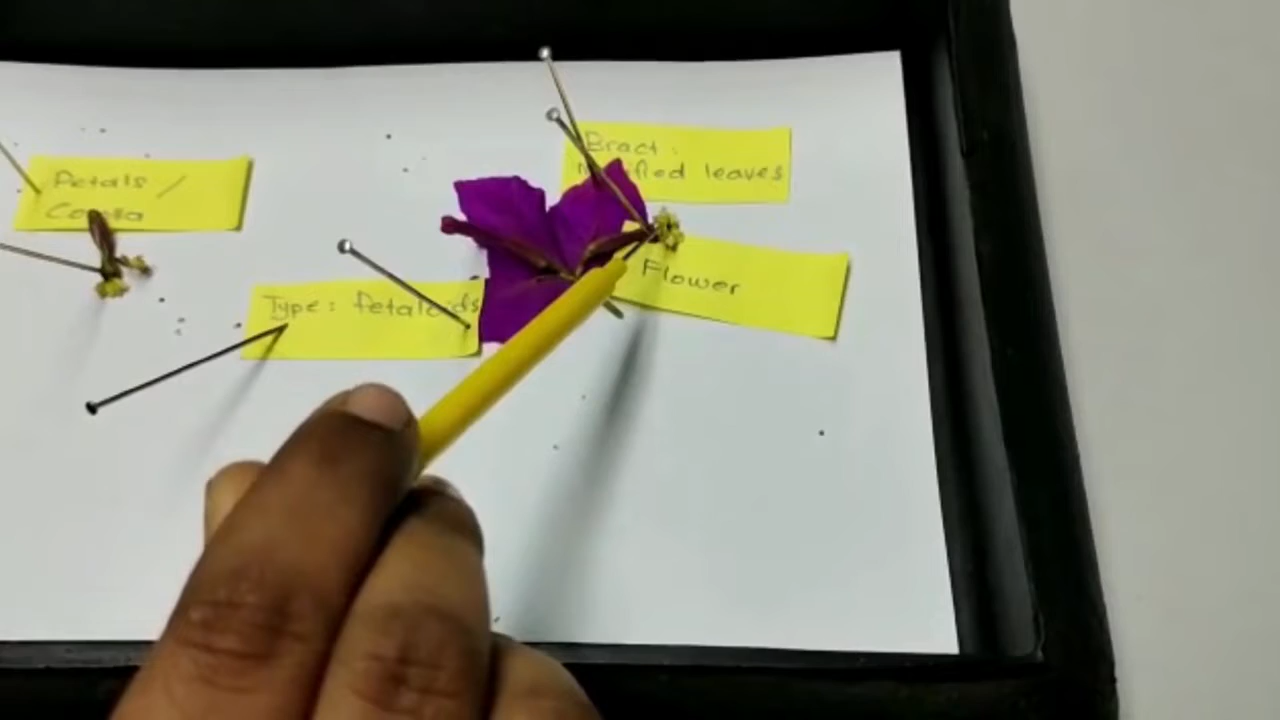 Petals /
Corolla
Bract:
leaves
Flower
Type: Petaloids